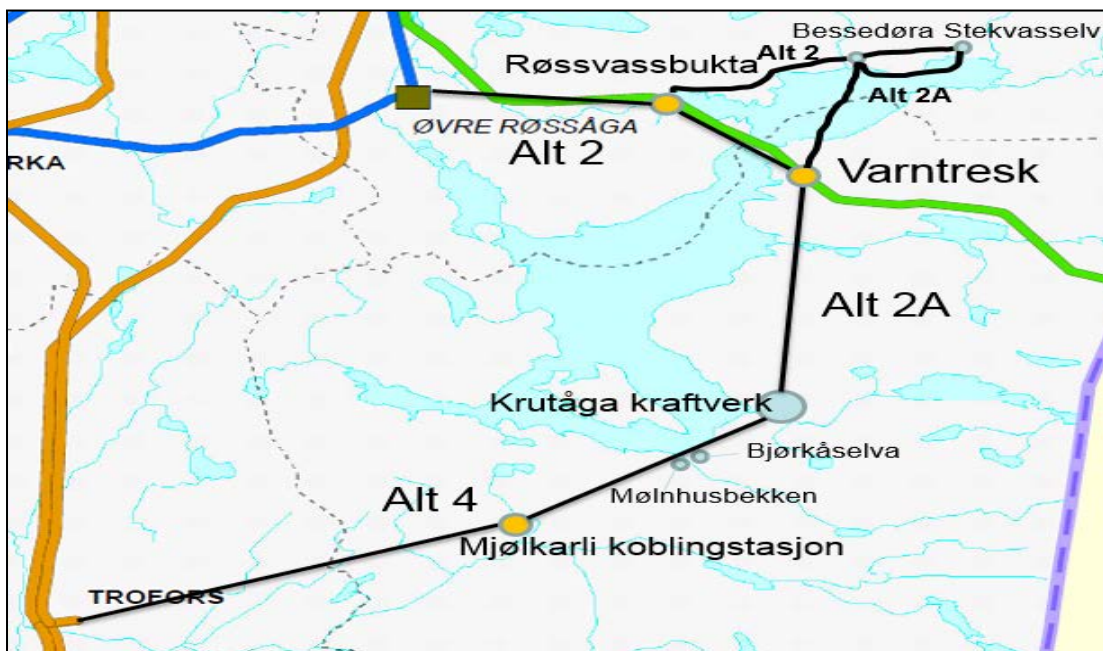 Bessedøra Stekvasselv
Alt 2
Røssvassbukta
Alt 2A
ØVRE RØSSÅGA
Alt 2
RKA
Varntresk
Alt 2A
Krutåga kraftverk
Bjørkåselva
Mølnhusbekken
Alt 4
Mjølkarli koblingstasjon
TROFORS